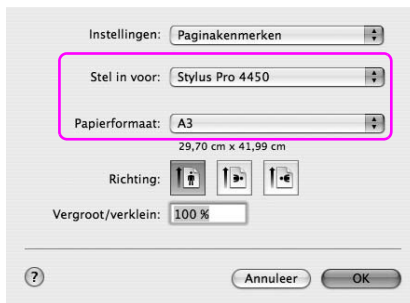 Instellingen: Paginakenmerken
Stel in voor: Stylus Pro 4450
Papierformaat: A3
29,70 cm x 41,99 cm
Richting:
Vergroot/verklein: 100 %
? Annuleer OK